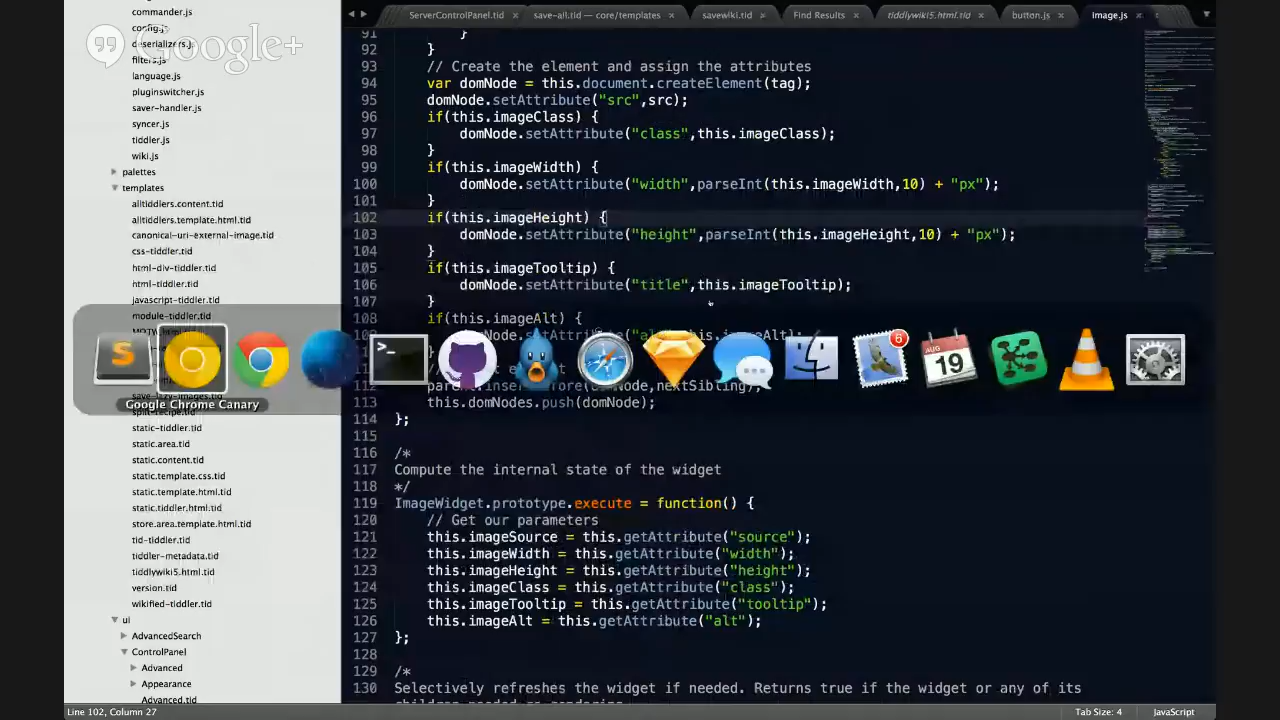 commander.js
config.js
deserializers.js
filters.js
language.js
pluginswitcher.js
saver-handler.js
syncer.js
tiddler.js
wiki.js
palettes
templates
alltiddlers.content.tid
alltiddlers.template.html.tid
canonical-uri-external-image.tid
css-tiddler.tid
html-div-tiddler.tid
html-tiddler.tid
javascript-tiddler.tid
module-tiddler.tid
static-tiddler.tid
static.area.tid
static.content.tid
static.template.css.tid
static.template.html.tid
static.tiddler.html.tid
store.area.template.html.tid
tid-tiddler.tid
tiddler-metadata.tid
tiddlywiki5.html.tid
version.tid
wikified-tiddler.tid
ui
AdvancedSearch
ControlPanel
Advanced
Appearance
Advanced.tid
Google+
ServerControlPanel.tid
save-all.tid — core/templates
savewiki.tid
Find Results
tiddlywiki5.html.tid
button.js
image.js
91 }
92 }
93 // the and assign the attributes
94 var domNode = this.document.createElement(tag);
95 domNode.setAttribute("src",src);
96 if(this.imageClass) {
97 domNode.setAttribute("class",this.imageClass);
98 }
99 if(this.imageWidth) {
100 domNode.setAttribute("width",parseInt(this.imageWidth,10) + "px");
101 }
102 if(this.imageHeight) {
103 domNode.setAttribute("height",parseInt(this.imageHeight,10) + "px");
104 }
105 if(this.imageTooltip) {
106 domNode.setAttribute("title",this.imageTooltip);
107 }
108 if(this.imageAlt) {
>_
6
AUG
19
Google Chrome Canary
112
113 this.domNodes.push(domNode);
114 };
115
116 /*
117 Compute the internal state of the widget
118 */
119 ImageWidget.prototype.execute = function() {
120 // Get our parameters
121 this.imageSource = this.getAttribute("source");
122 this.imageWidth = this.getAttribute("width");
123 this.imageHeight = this.getAttribute("height");
124 this.imageClass = this.getAttribute("class");
125 this.imageTooltip = this.getAttribute("tooltip");
126 this.imageAlt = this.getAttribute("alt");
127 };
128
129 /*
130 Selectively refreshes the widget if needed. Returns true if the widget or any of its
Line 102, Column 27
Tab Size: 4
JavaScript